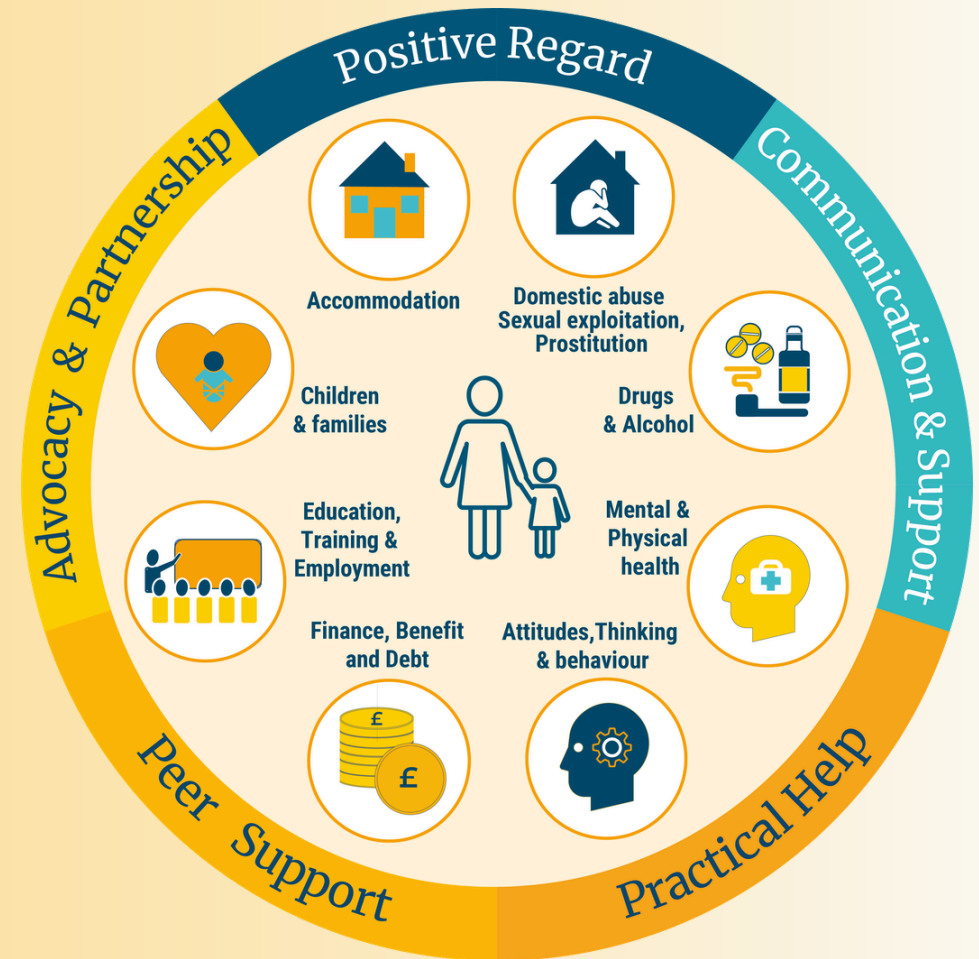 Positive Regard
Communication & Support
Practical Help
Peer Support
Advocacy & Partnership
Accommodation
Domestic abuse
Sexual exploitation,
Prostitution
Drugs
& Alcohol
Mental &
Physical
health
Attitudes,Thinking
& behaviour
Finance, Benefit
and Debt
£
£
Education,
Training &
Employment
Children
& families